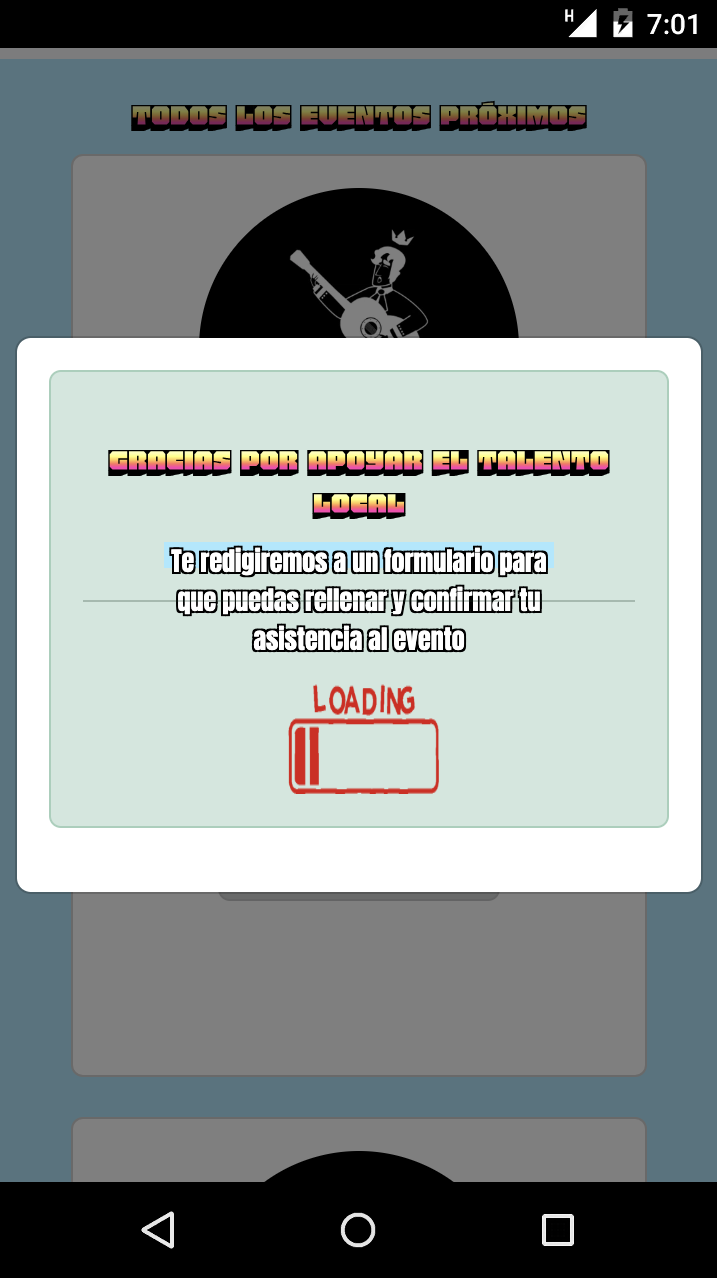 H 7:01
TODOS LOS EVENTOS PRÓXIMOS
GRACIAS POR APOYAR EL TALENTO
LOCAL
Te redigiremos a un formulario para
que puedas rellenar y confirmar tu
asistencia al evento
LOADING